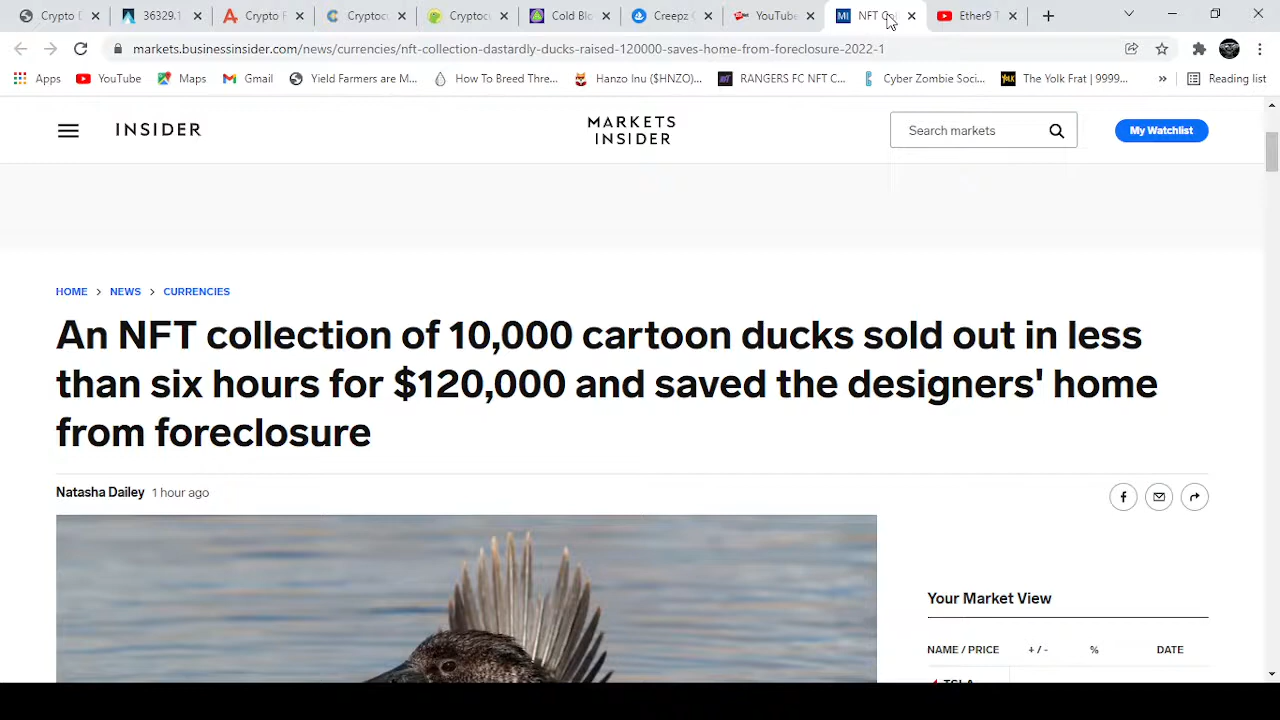 Crypto D
36329.1
Crypto F
Cryptocu
Cryptocu
Cold Blo
Creepz G
YouTube
NFT Col
Ether9 T
markets.businessinsider.com/news/currencies/nft-collection-dastardly-ducks-raised-120000-saves-home-from-foreclosure-2022-1
Apps
YouTube
Maps
Gmail
Yield Farmers are M...
How To Breed Thre...
Hanzo Inu ($HNZO)...
RANGERS FC NFT C...
Cyber Zombie Soci...
The Yolk Frat | 9999...
»
Reading list
INSIDER
MARKETS
INSIDER
Search markets
My Watchlist
HOME > NEWS > CURRENCIES
An NFT collection of 10,000 cartoon ducks sold out in less
than six hours for $120,000 and saved the designers' home
from foreclosure
Natasha Dailey 1 hour ago
Your Market View
NAME / PRICE + / - % DATE